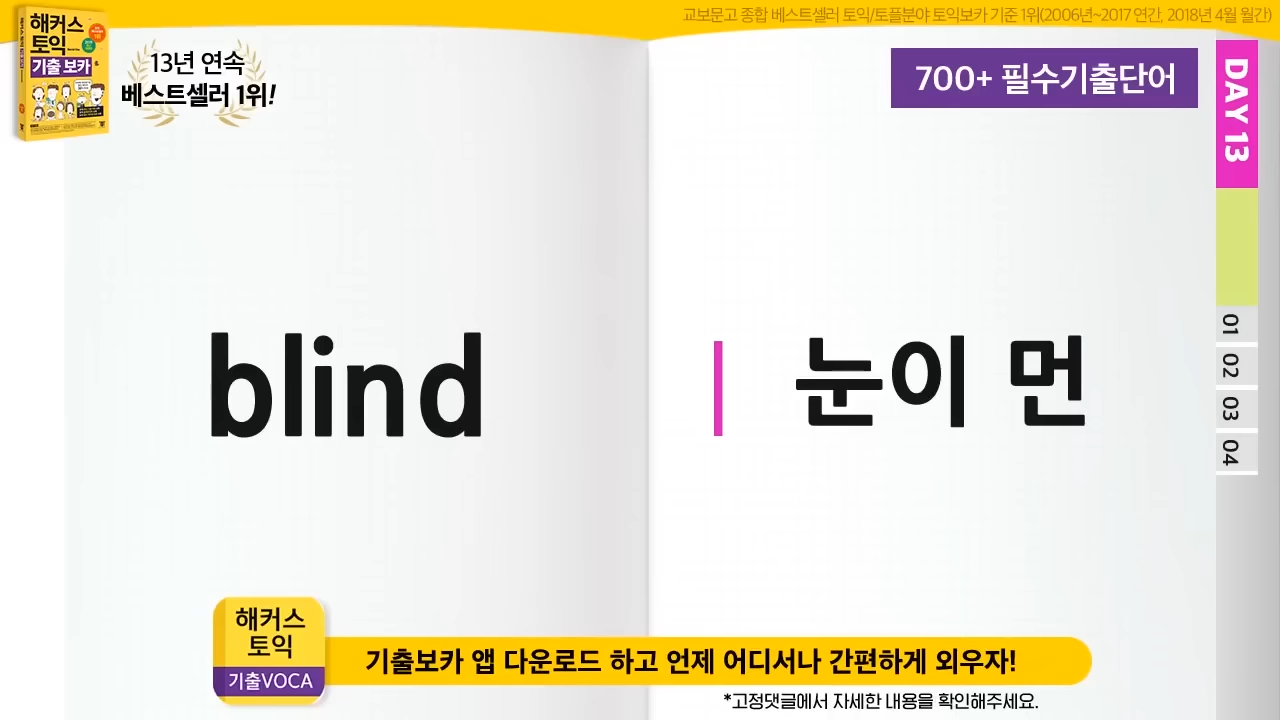 교보문고 종합 베스트셀러 토익/토플분야 토익보카 기준 1위(2006년~2017 연간, 2018년 4월 월간)
해커스
토익
기출 보카
13년 연속
베스트셀러 1위!
700+ 필수기출단어
DAY 13
blind
눈이 먼
01
02
03
04
해커스
토익
기출VOCA
기출보카 앱 다운로드 하고 언제 어디서나 간편하게 외우자!
*고정댓글에서 자세한 내용을 확인해주세요.